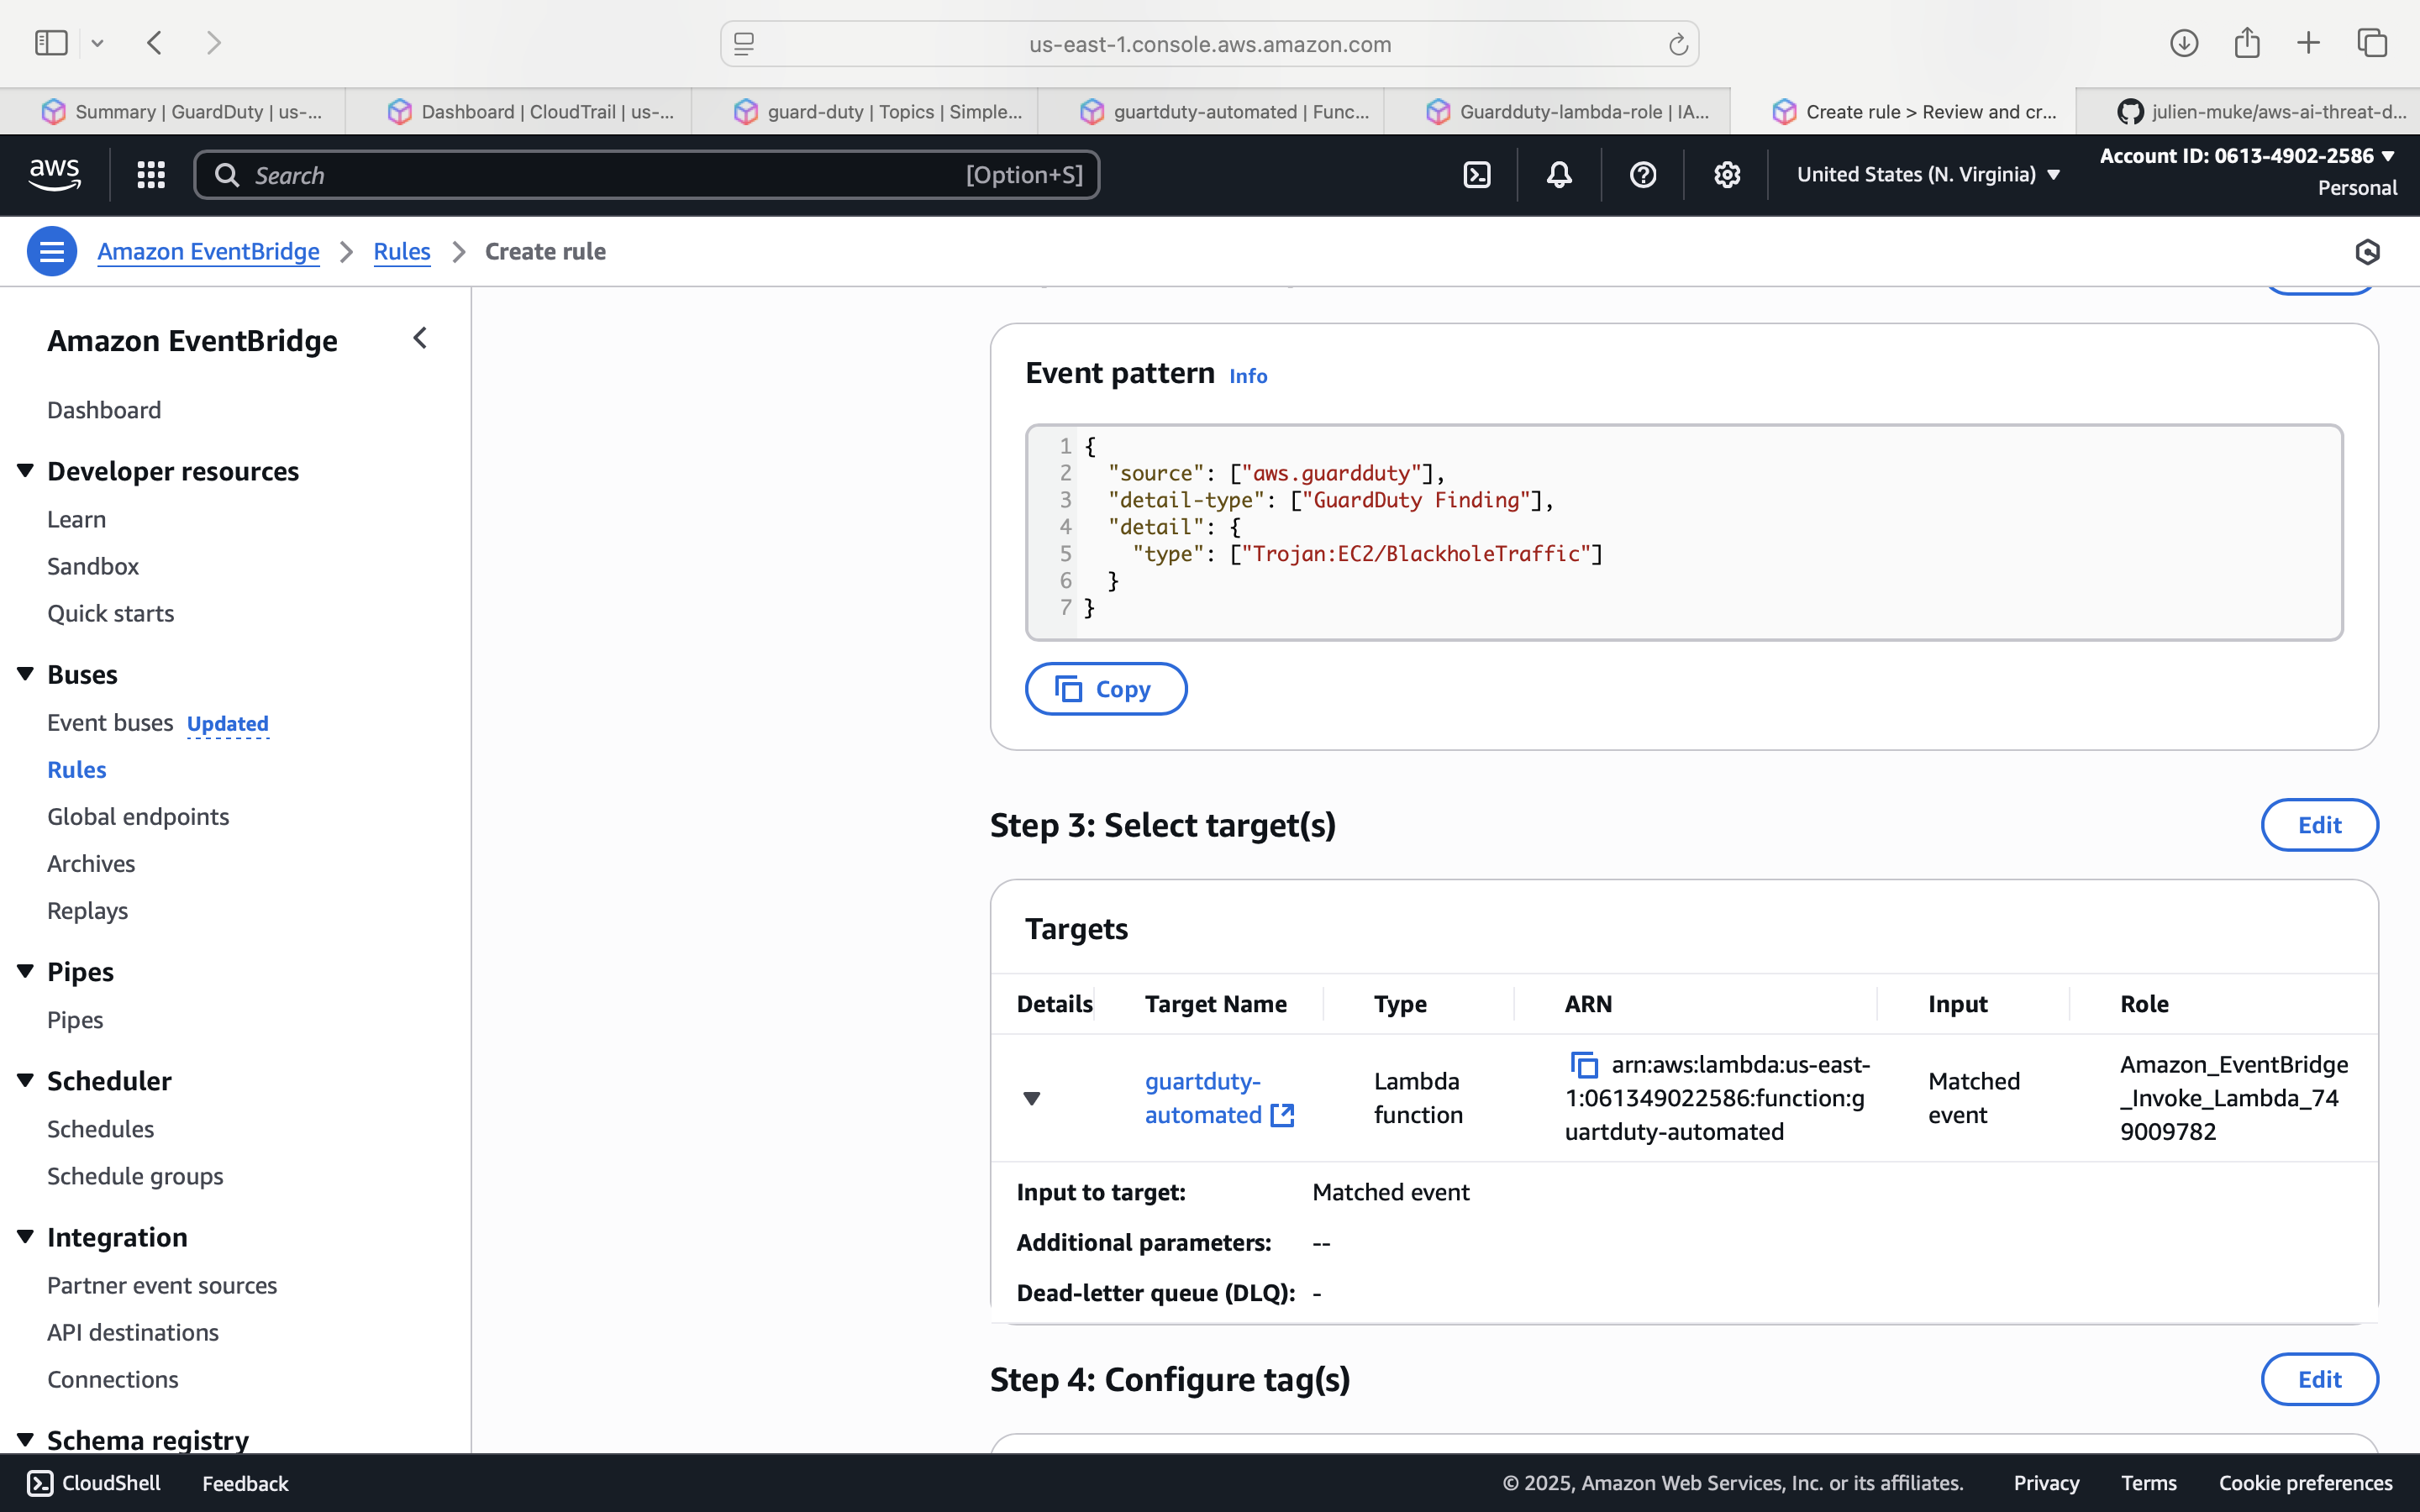 us-east-1.console.aws.amazon.com
Summary | GuardDuty | us-...
Dashboard | CloudTrail | us-...
guard-duty | Topics | Simple...
guartduty-automated | Func...
Guardduty-lambda-role | IA...
Create rule > Review and cr...
julien-muke/aws-ai-threat-d...
aws
Search
[Option+S]
United States (N. Virginia)
Account ID: 0613-4902-2586
Personal
Amazon EventBridge
Rules
Create rule
Amazon EventBridge
Dashboard
Developer resources
Learn
Sandbox
Quick starts
Buses
Event buses Updated
Rules
Global endpoints
Archives
Replays
Pipes
Pipes
Scheduler
Schedules
Schedule groups
Integration
Partner event sources
API destinations
Connections
Schema registry
Event pattern Info
1 {
2 "source": ["aws.guardduty"],
3 "detail-type": ["GuardDuty Finding"],
4 "detail": {
5 "type": ["Trojan:EC2/BlackholeTraffic"]
6 }
7 }
Copy
Step 3: Select target(s)
Edit
Targets
Details Target Name Type ARN Input Role
guartduty-
automated
Lambda
function
arn:aws:lambda:us-east-
1:061349022586:function:g
uartduty-automated
Matched
event
Amazon_EventBridge
_Invoke_Lambda_74
9009782
Input to target: Matched event
Additional parameters: --
Dead-letter queue (DLQ): -
Step 4: Configure tag(s)
Edit
CloudShell
Feedback
© 2025, Amazon Web Services, Inc. or its affiliates.
Privacy
Terms
Cookie preferences